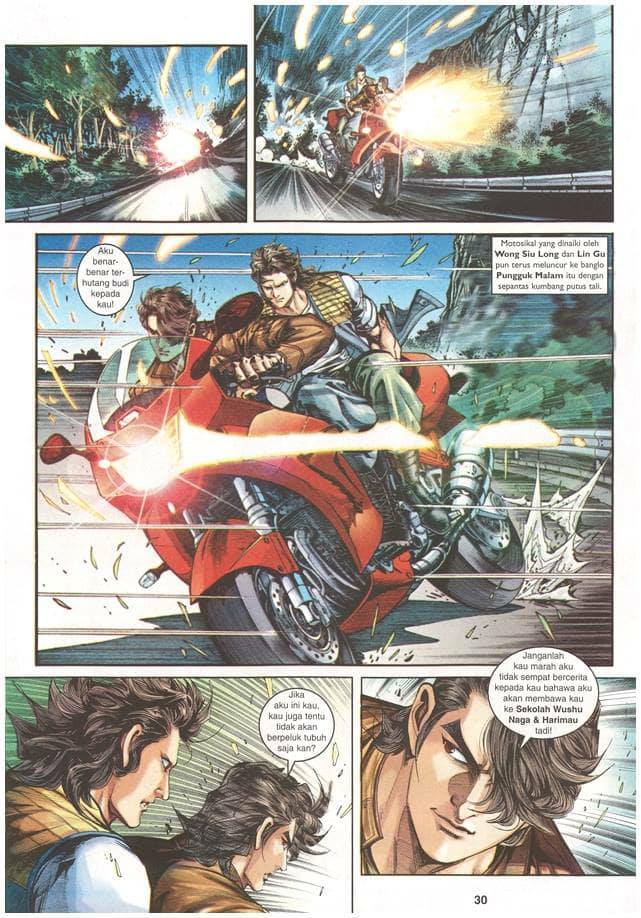 Aku
benar-
benar ter-
hutang budi
kepada
kau!
Motosikal yang dinaiki oleh
Wong Siu Long dan Lin Gu
pun terus meluncur ke banglo
Pungguk Malam itu dengan
sepantas kumbang putus tali.
Jika
aku ini kau,
kau juga tentu
tidak akan
berpeluk tubuh
saja kan?
Janganlah
kau marah aku
tidak sempat bercerita
kepada kau bahawa aku
akan membawa kau
ke Sekolah Wushu
Naga & Harimau
tadi!
30